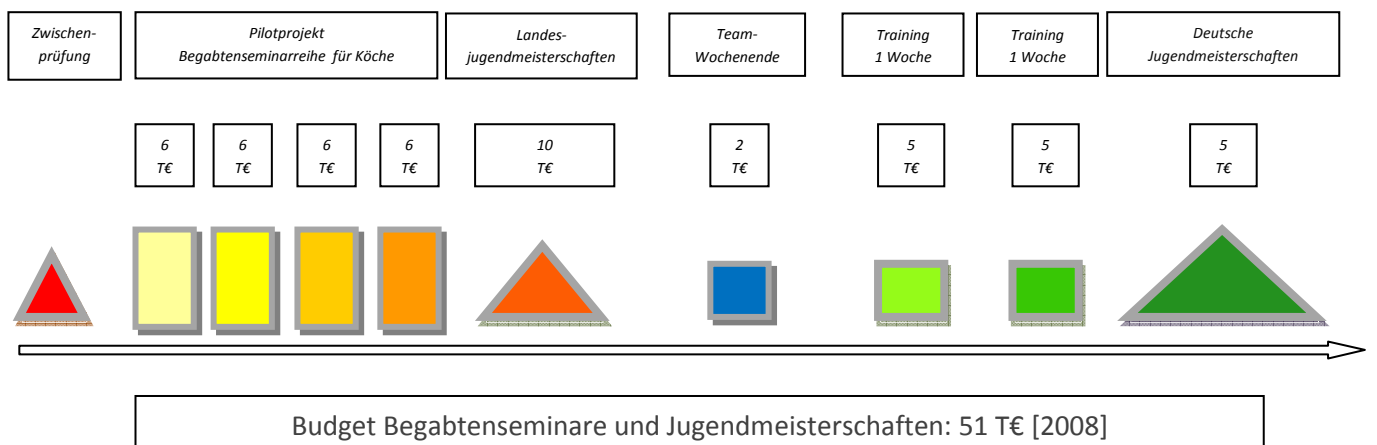 Zwischen-
prüfung
Pilotprojekt
Begabtenseminarreihe für Köche
Landes-
jugendmeisterschaften
Team-
Wochenende
Training
1 Woche
Training
1 Woche
Deutsche
Jugendmeisterschaften
6
T€
6
T€
6
T€
6
T€
10
T€
2
T€
5
T€
5
T€
5
T€
Budget Begabtenseminare und Jugendmeisterschaften: 51 T€ [2008]